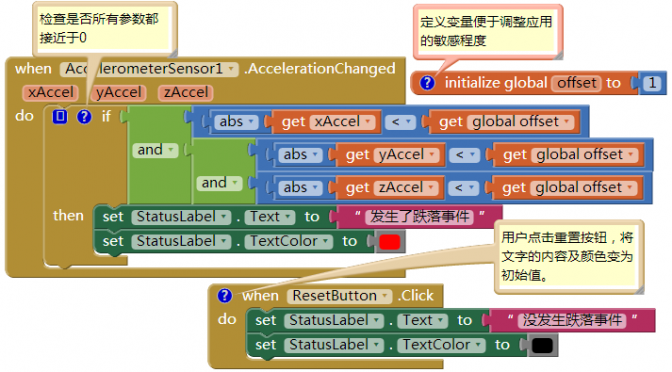 检查是否所有参数都
接近于0
定义变量便于调整应用
的敏感程度
when AccelerometerSensor1 .AccelerationChanged
initialize global offset to 1
xAccel yAccel zAccel
do if abs get xAccel < get global offset
and abs get yAccel < get global offset
and abs get zAccel < get global offset
then set StatusLabel . Text to " 发生了跌落事件 "
set StatusLabel . TextColor to
用户点击重置按钮，将
文字的内容及颜色变为
初始值。
when ResetButton .Click
do set StatusLabel . Text to " 没发生跌落事件 "
set StatusLabel . TextColor to